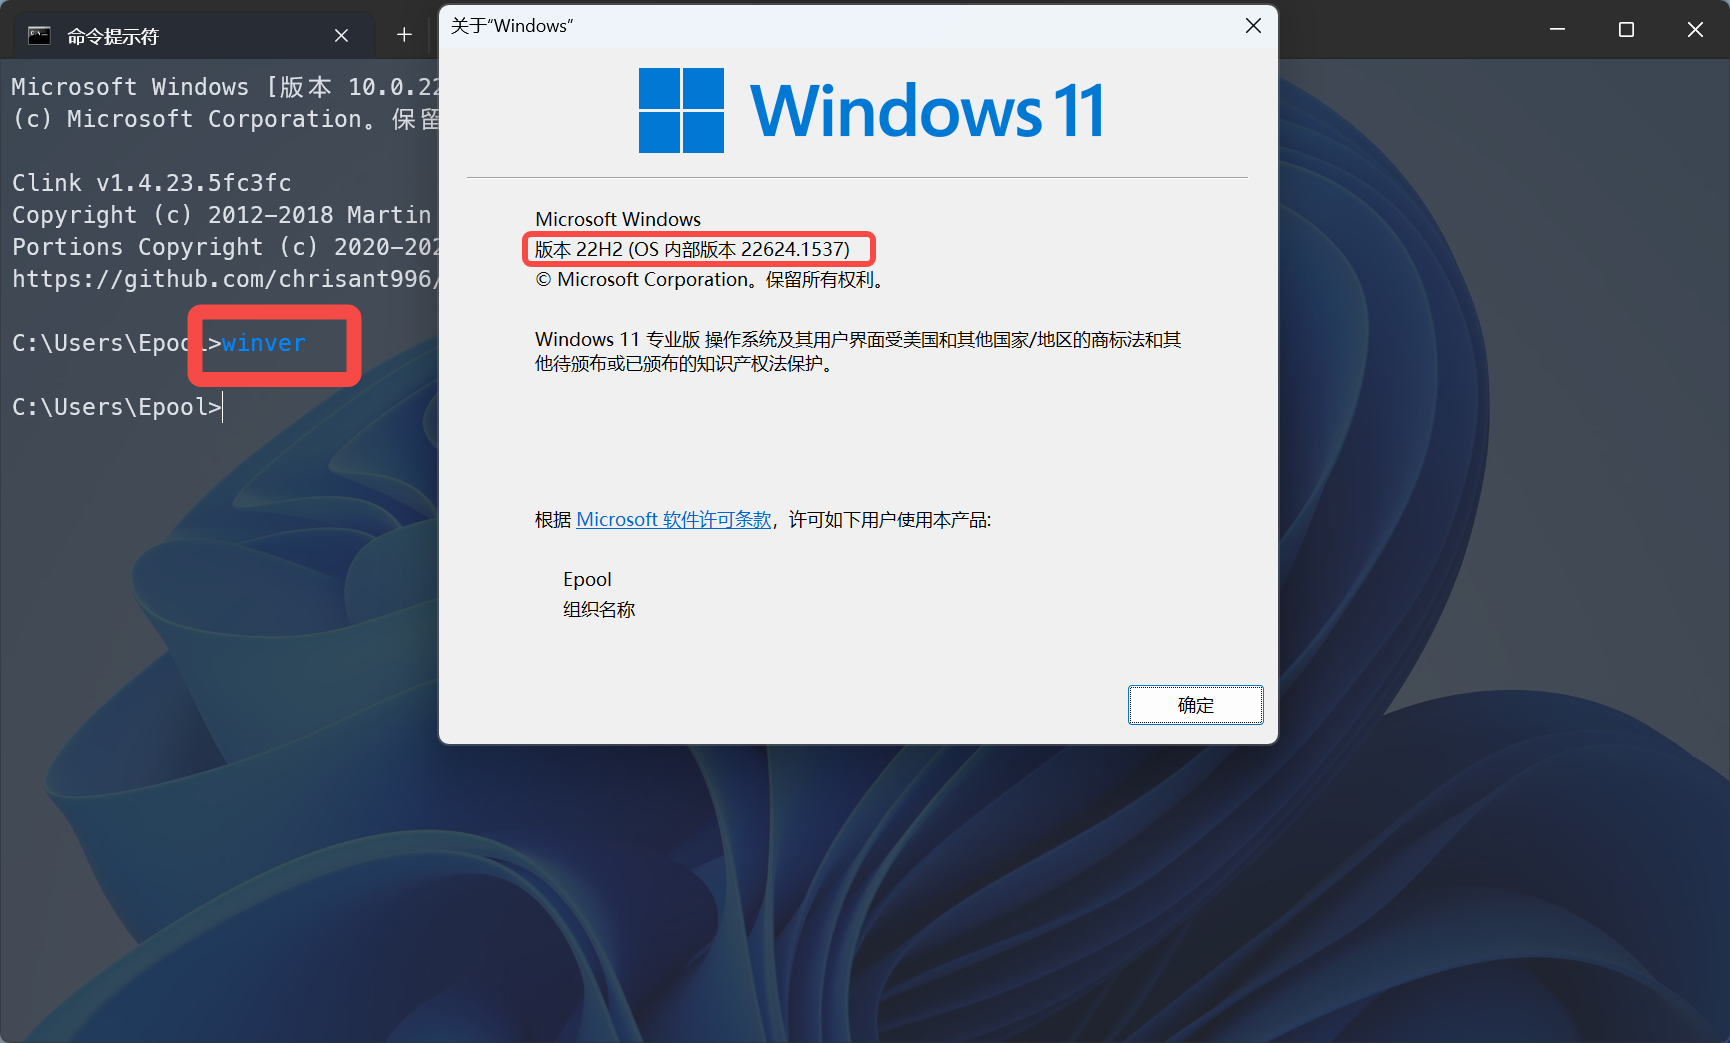 命令提示符
Microsoft Windows [版本 10.0.22
(c) Microsoft Corporation。保留
Clink v1.4.23.5fc3fc
Copyright (c) 2012-2018 Martin
Portions Copyright (c) 2020-202
https://github.com/chrisant996/
C:\Users\Epool>winver
C:\Users\Epool>
关于“Windows”
Windows 11
Microsoft Windows
版本 22H2 (OS 内部版本 22624.1537)
© Microsoft Corporation。保留所有权利。
Windows 11 专业版 操作系统及其用户界面受美国和其他国家/地区的商标法和其
他待颁布或已颁布的知识产权法保护。
根据 Microsoft 软件许可条款，许可如下用户使用本产品:
Epool
组织名称
确定